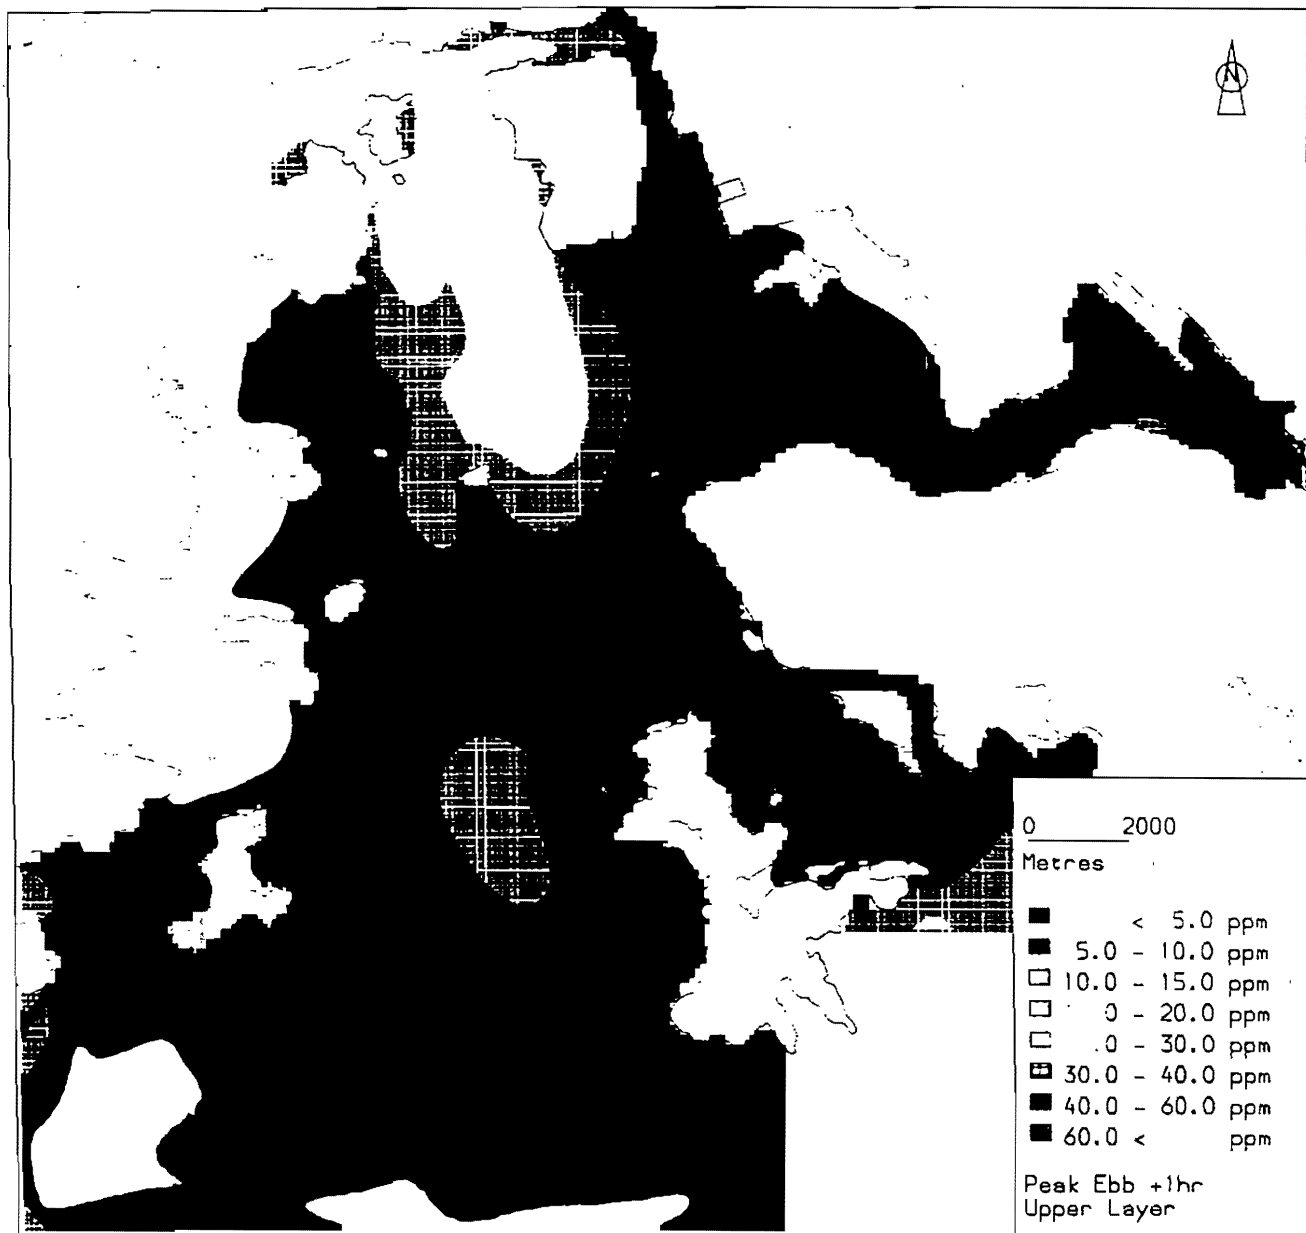 N
0 2000
Metres
< 5.0 ppm
5.0 - 10.0 ppm
10.0 - 15.0 ppm
0 - 20.0 ppm
.0 - 30.0 ppm
30.0 - 40.0 ppm
40.0 - 60.0 ppm
60.0 < ppm
Peak Ebb +1hr
Upper Layer